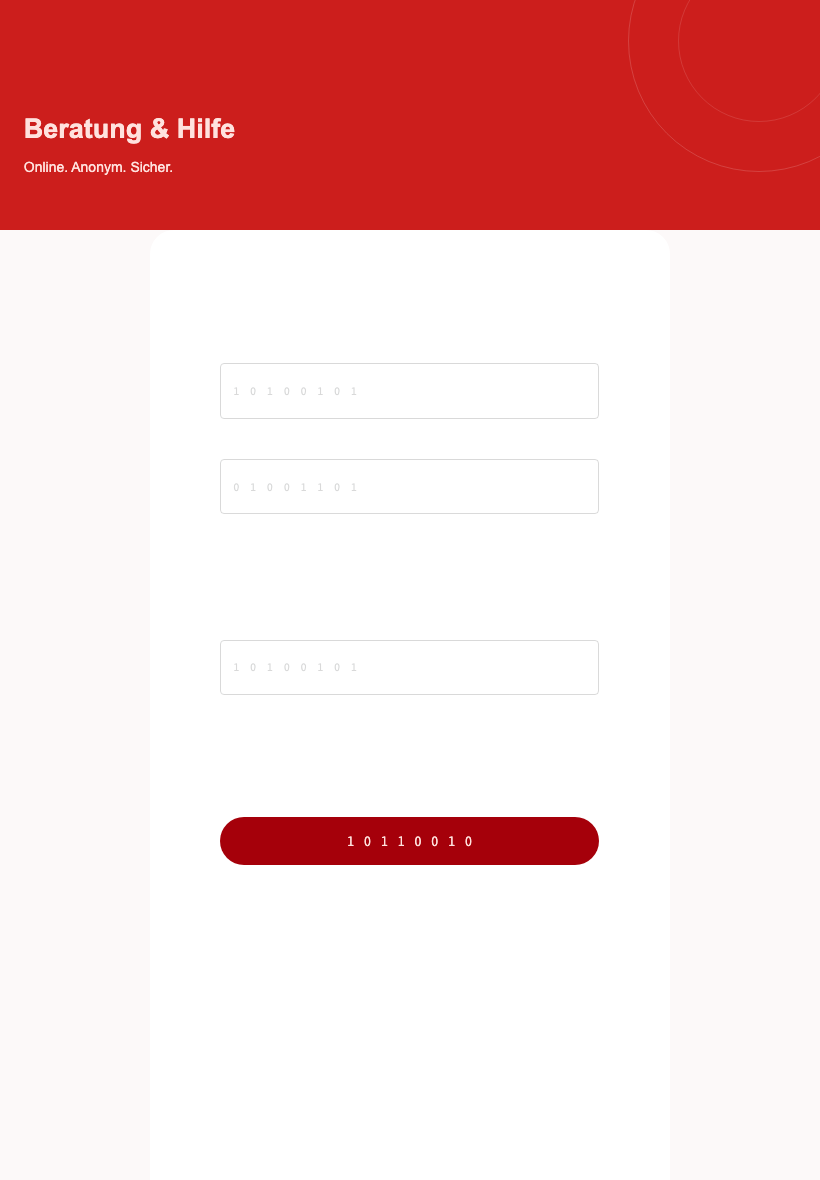 Beratung & Hilfe
Online. Anonym. Sicher.
1 0 1 0 0 1 0 1
0 1 0 0 1 1 0 1
1 0 1 0 0 1 0 1
1 0 1 1 0 0 1 0